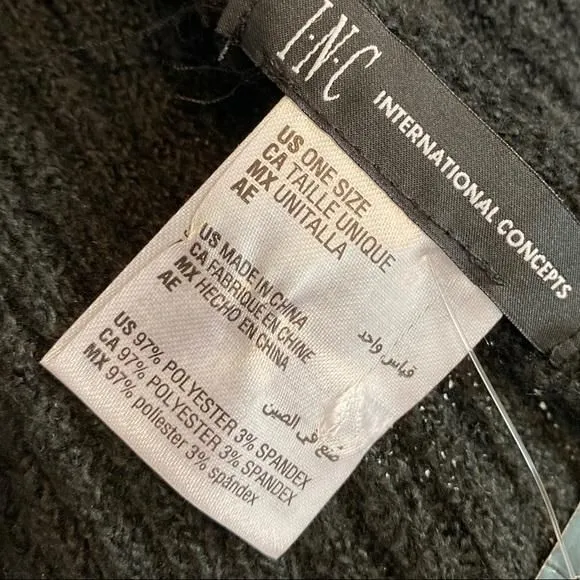 I·N·C
INTERNATIONAL CONCEPTS
US ONE SIZE
CA TAILLE UNIQUE
MX UNITALLA
AE قياس واحد
US MADE IN CHINA
CA FABRIQUÉ EN CHINE
MX HECHO EN CHINA
AE صنع في الصين
US 97% POLYESTER 3% SPANDEX
CA 97% POLYESTER 3% SPANDEX
MX 97% poliéster 3% spándex